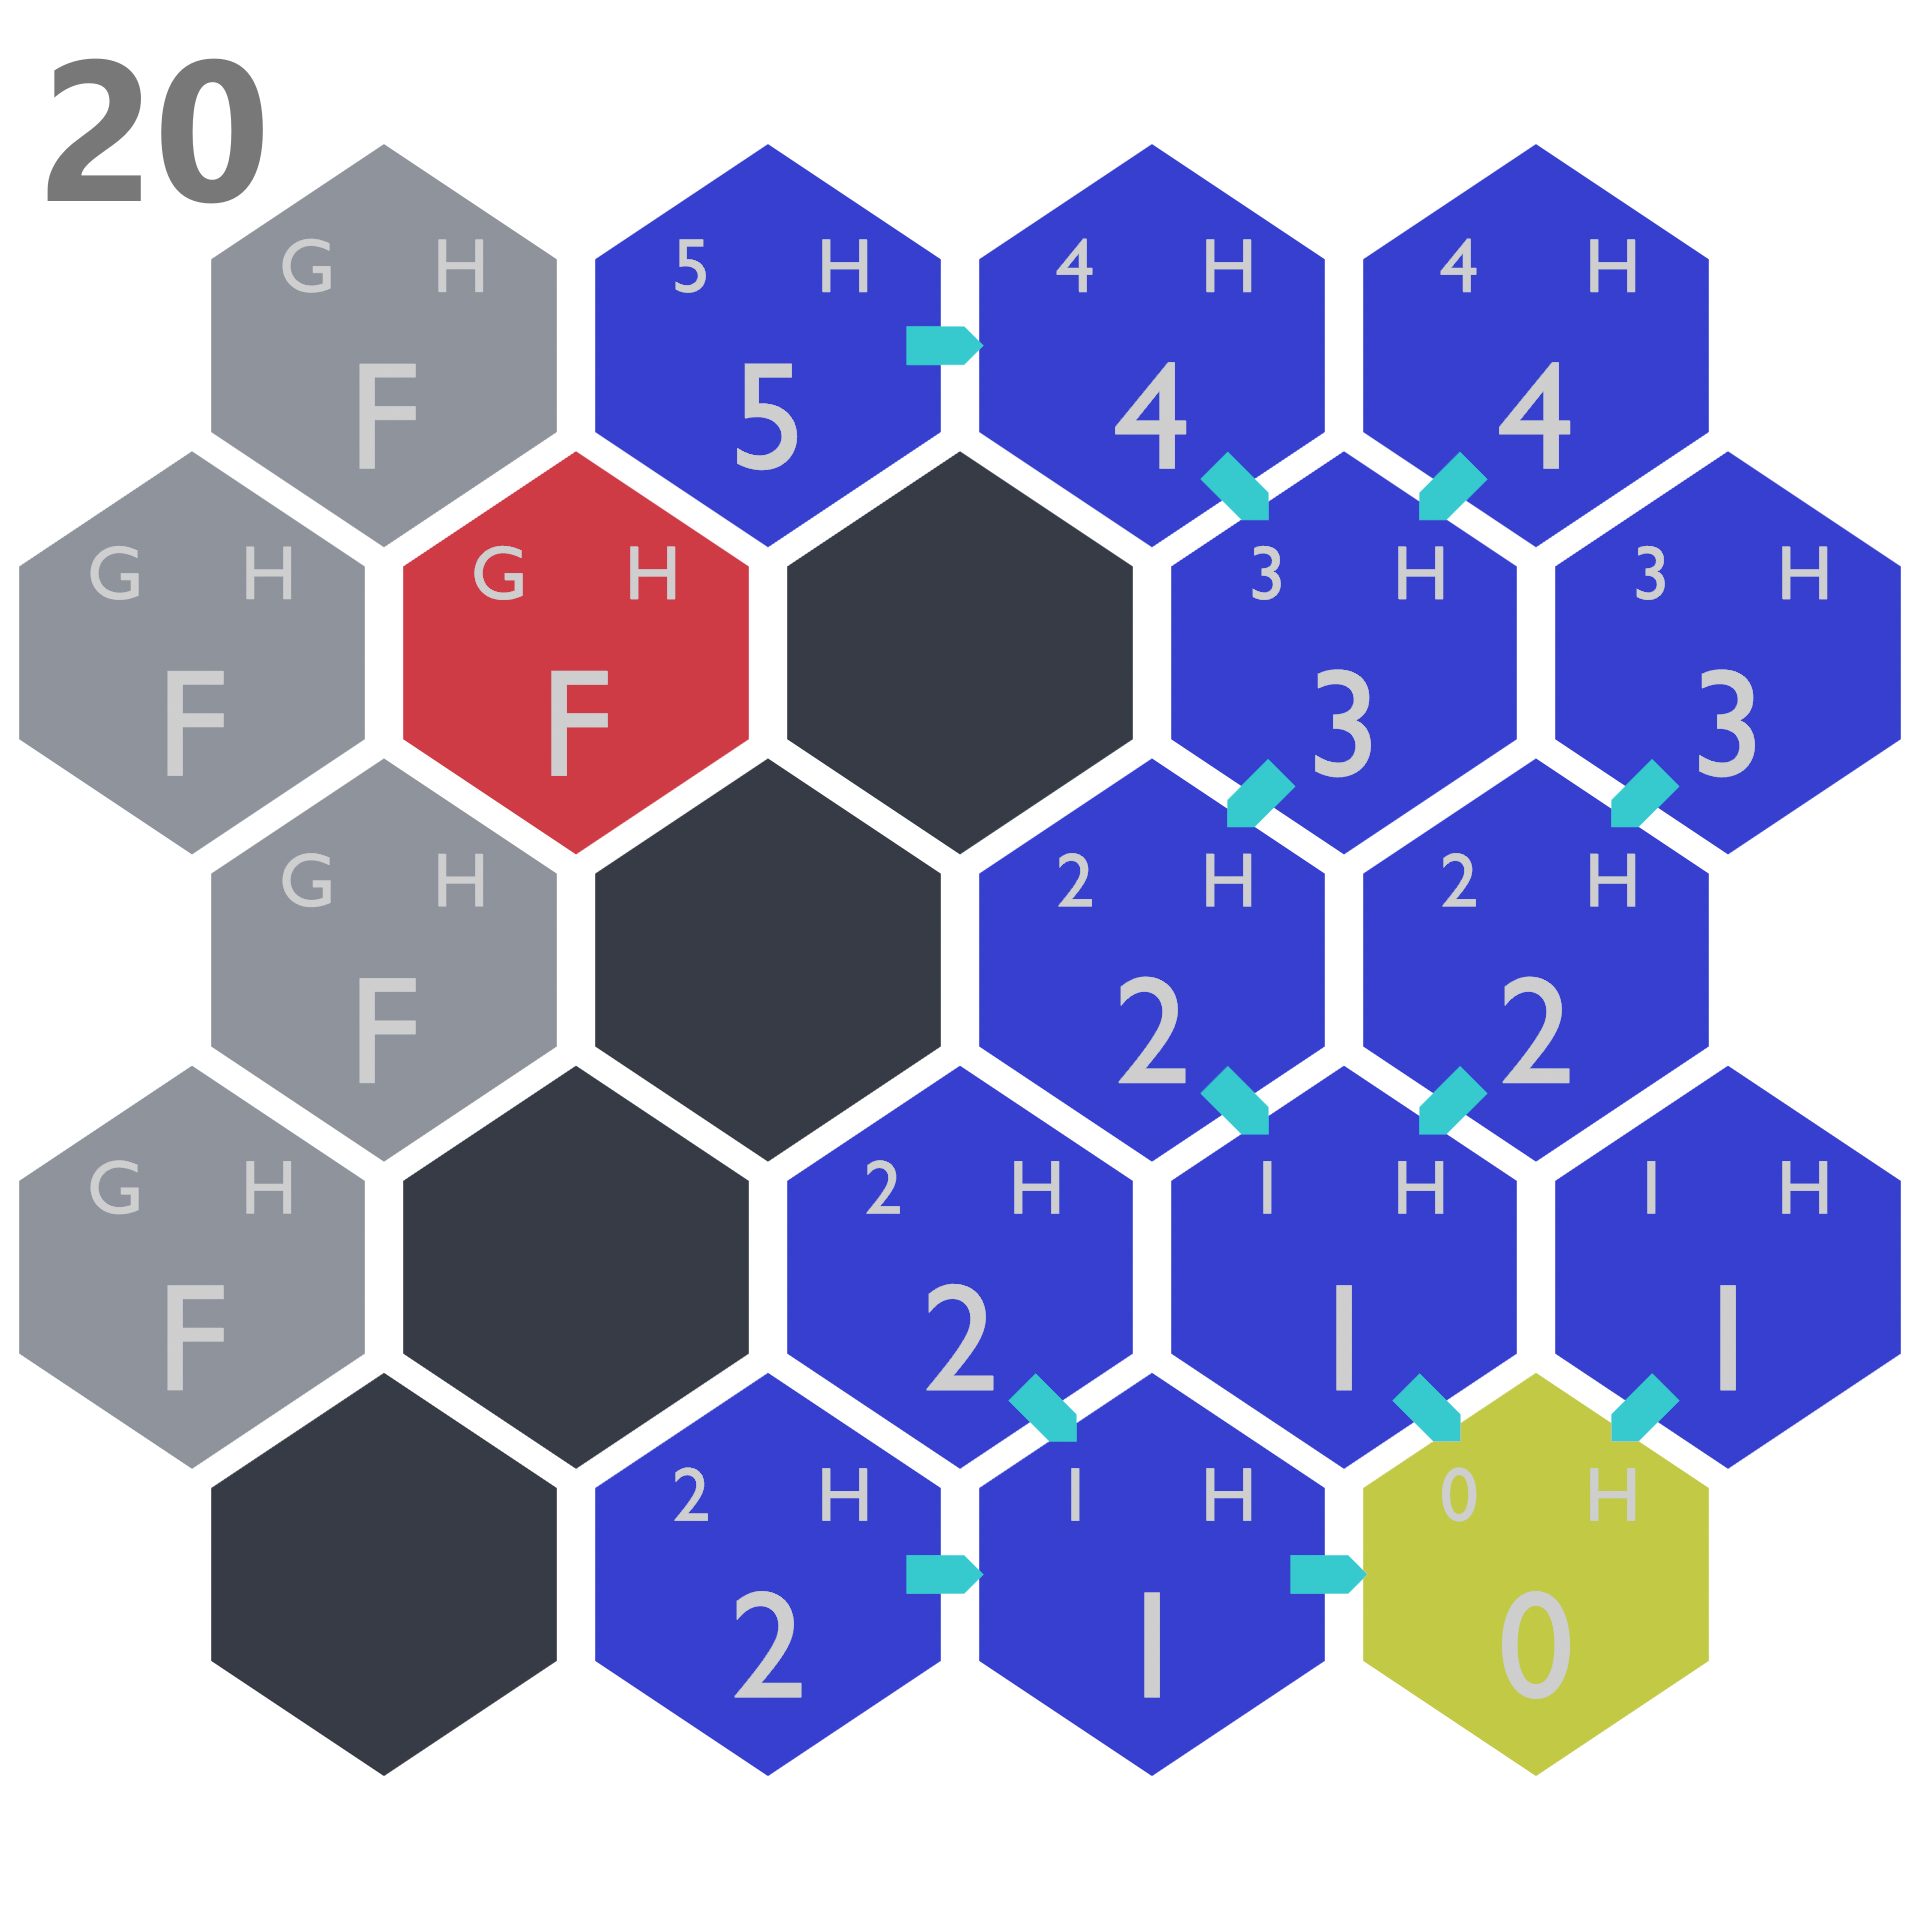 20
G H 5 H 4 H 4 H
F 5 4 4
G H G H 3 H 3 H
F F 3 3
G H 2 H 2 H
F 2 2
G H 2 H 1 H 1 H
F 2 1 1
2 H 1 H 0 H
2 1 0